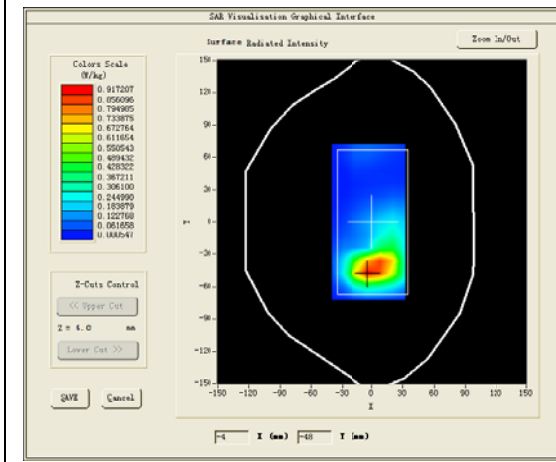 SAR Visualisation Graphical Interface
Surface Radiated Intensity
Zoom In/Out
Colors Scale
(W/kg)
0.917207
0.856096
0.794985
0.733875
0.672764
0.611654
0.550543
0.489432
0.428322
0.367211
0.306100
0.244990
0.183879
0.122768
0.061658
0.000547
150
120
90
60
30
0
-30
-60
-90
-120
-150
Y
-150 -120 -90 -60 -30 0 30 60 90 120 150
X
Z-Cuts Control
<< Upper Cut
Z = 4.0 mm
Lower Cut >>
SAVE Cancel
-4 X (mm) -48 Y (mm)